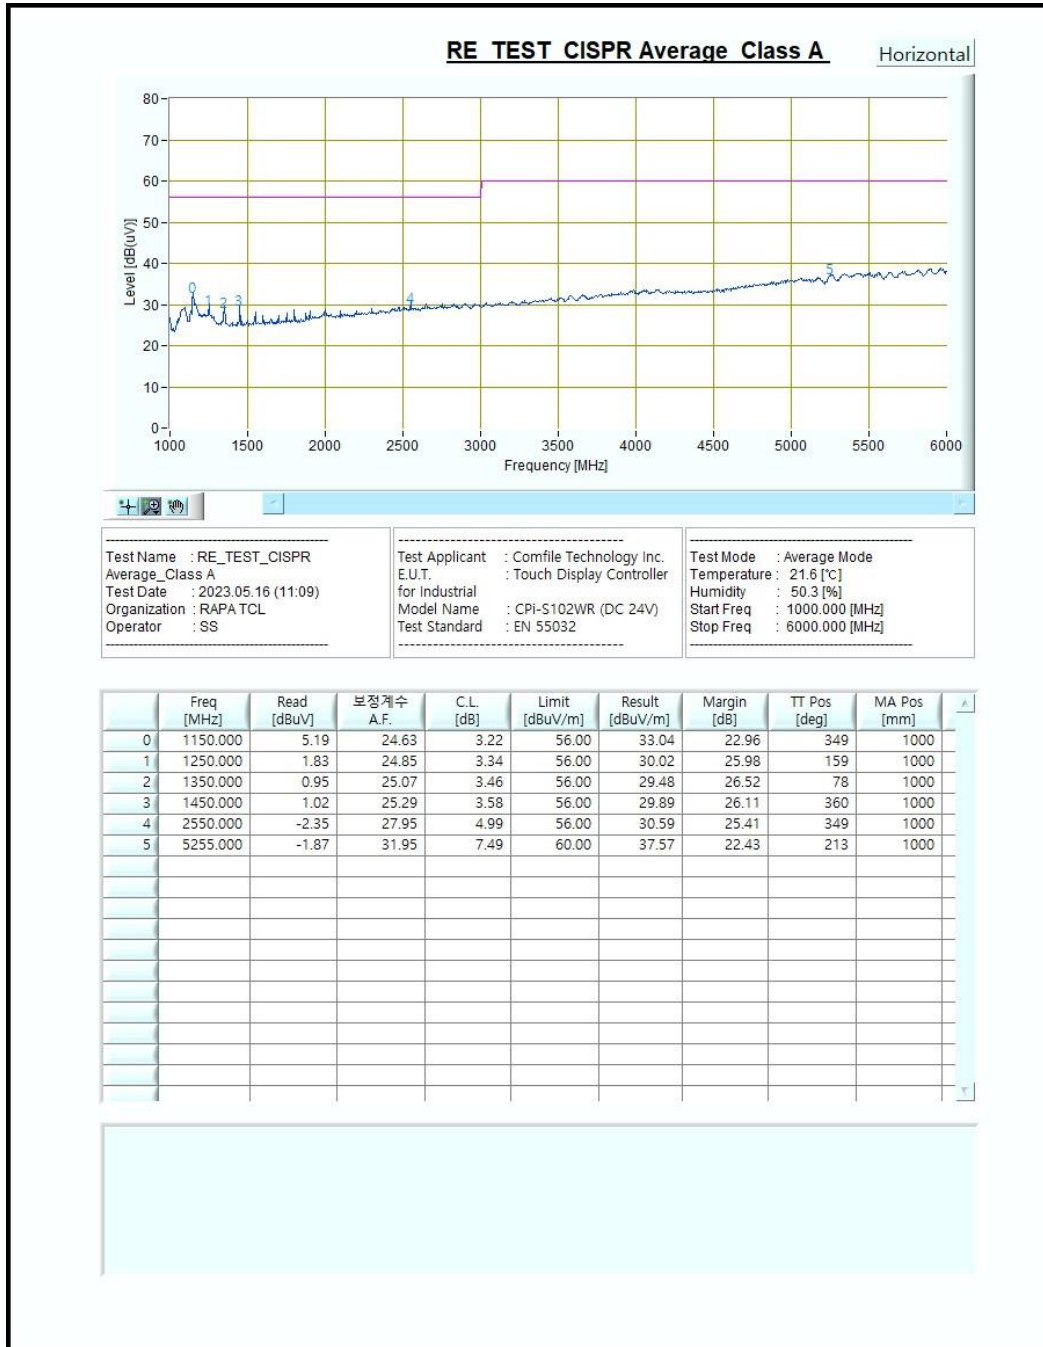 RE_TEST_CISPR Average_Class A
Horizontal
80
70
60
50
40
30
20
10
0
Level [dB(uV)]
0 1 2 3 4 5
1000 1500 2000 2500 3000 3500 4000 4500 5000 5500 6000
Frequency [MHz]
Test Name : RE_TEST_CISPR
Average_Class A
Test Date : 2023.05.16 (11:09)
Organization : RAPA TCL
Operator : SS
Test Applicant : Comfile Technology Inc.
E.U.T. : Touch Display Controller
for Industrial
Model Name : CPi-S102WR (DC 24V)
Test Standard : EN 55032
Test Mode : Average Mode
Temperature : 21.6 [℃]
Humidity : 50.3 [%]
Start Freq : 1000.000 [MHz]
Stop Freq : 6000.000 [MHz]
Freq [MHz] Read [dBuV] 보정계수 A.F. C.L. [dB] Limit [dBuV/m] Result [dBuV/m] Margin [dB] TT Pos [deg] MA Pos [mm]
0 1150.000 5.19 24.63 3.22 56.00 33.04 22.96 349 1000
1 1250.000 1.83 24.85 3.34 56.00 30.02 25.98 159 1000
2 1350.000 0.95 25.07 3.46 56.00 29.48 26.52 78 1000
3 1450.000 1.02 25.29 3.58 56.00 29.89 26.11 360 1000
4 2550.000 -2.35 27.95 4.99 56.00 30.59 25.41 349 1000
5 5255.000 -1.87 31.95 7.49 60.00 37.57 22.43 213 1000